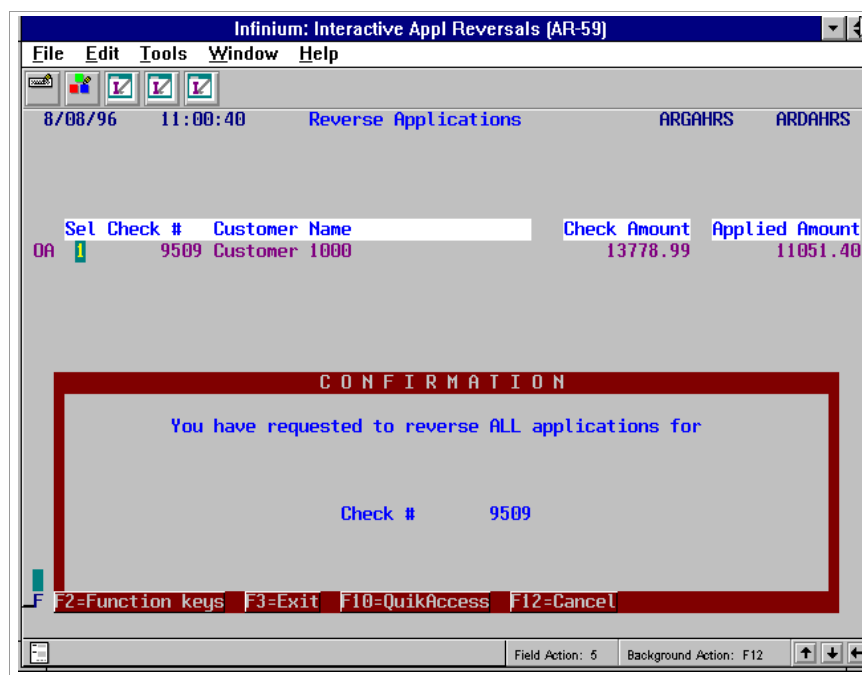 Infinium: Interactive Appl Reversals (AR-59)
File Edit Tools Window Help
8/08/96 11:00:40 Reverse Applications ARGAHRS ARDAHRS
Sel Check # Customer Name Check Amount Applied Amount
OA 1 9509 Customer 1000 13778.99 11051.40
C O N F I R M A T I O N
You have requested to reverse ALL applications for
Check # 9509
F F2=Function keys F3=Exit F10=QuikAccess F12=Cancel
Field Action: 5 Background Action: F12